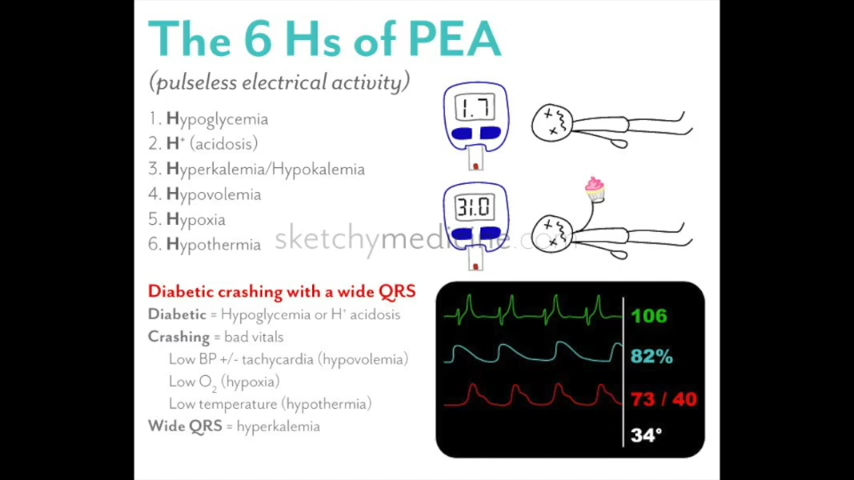 The 6 Hs of PEA
(pulseless electrical activity)
1. Hypoglycemia
2. H⁺ (acidosis)
3. Hyperkalemia/Hypokalemia
4. Hypovolemia
5. Hypoxia
6. Hypothermia
1.7
31.0
sketchymedicine.com
Diabetic crashing with a wide QRS
Diabetic = Hypoglycemia or H⁺ acidosis
Crashing = bad vitals
Low BP +/- tachycardia (hypovolemia)
Low O₂ (hypoxia)
Low temperature (hypothermia)
Wide QRS = hyperkalemia
106
82%
73 / 40
34°